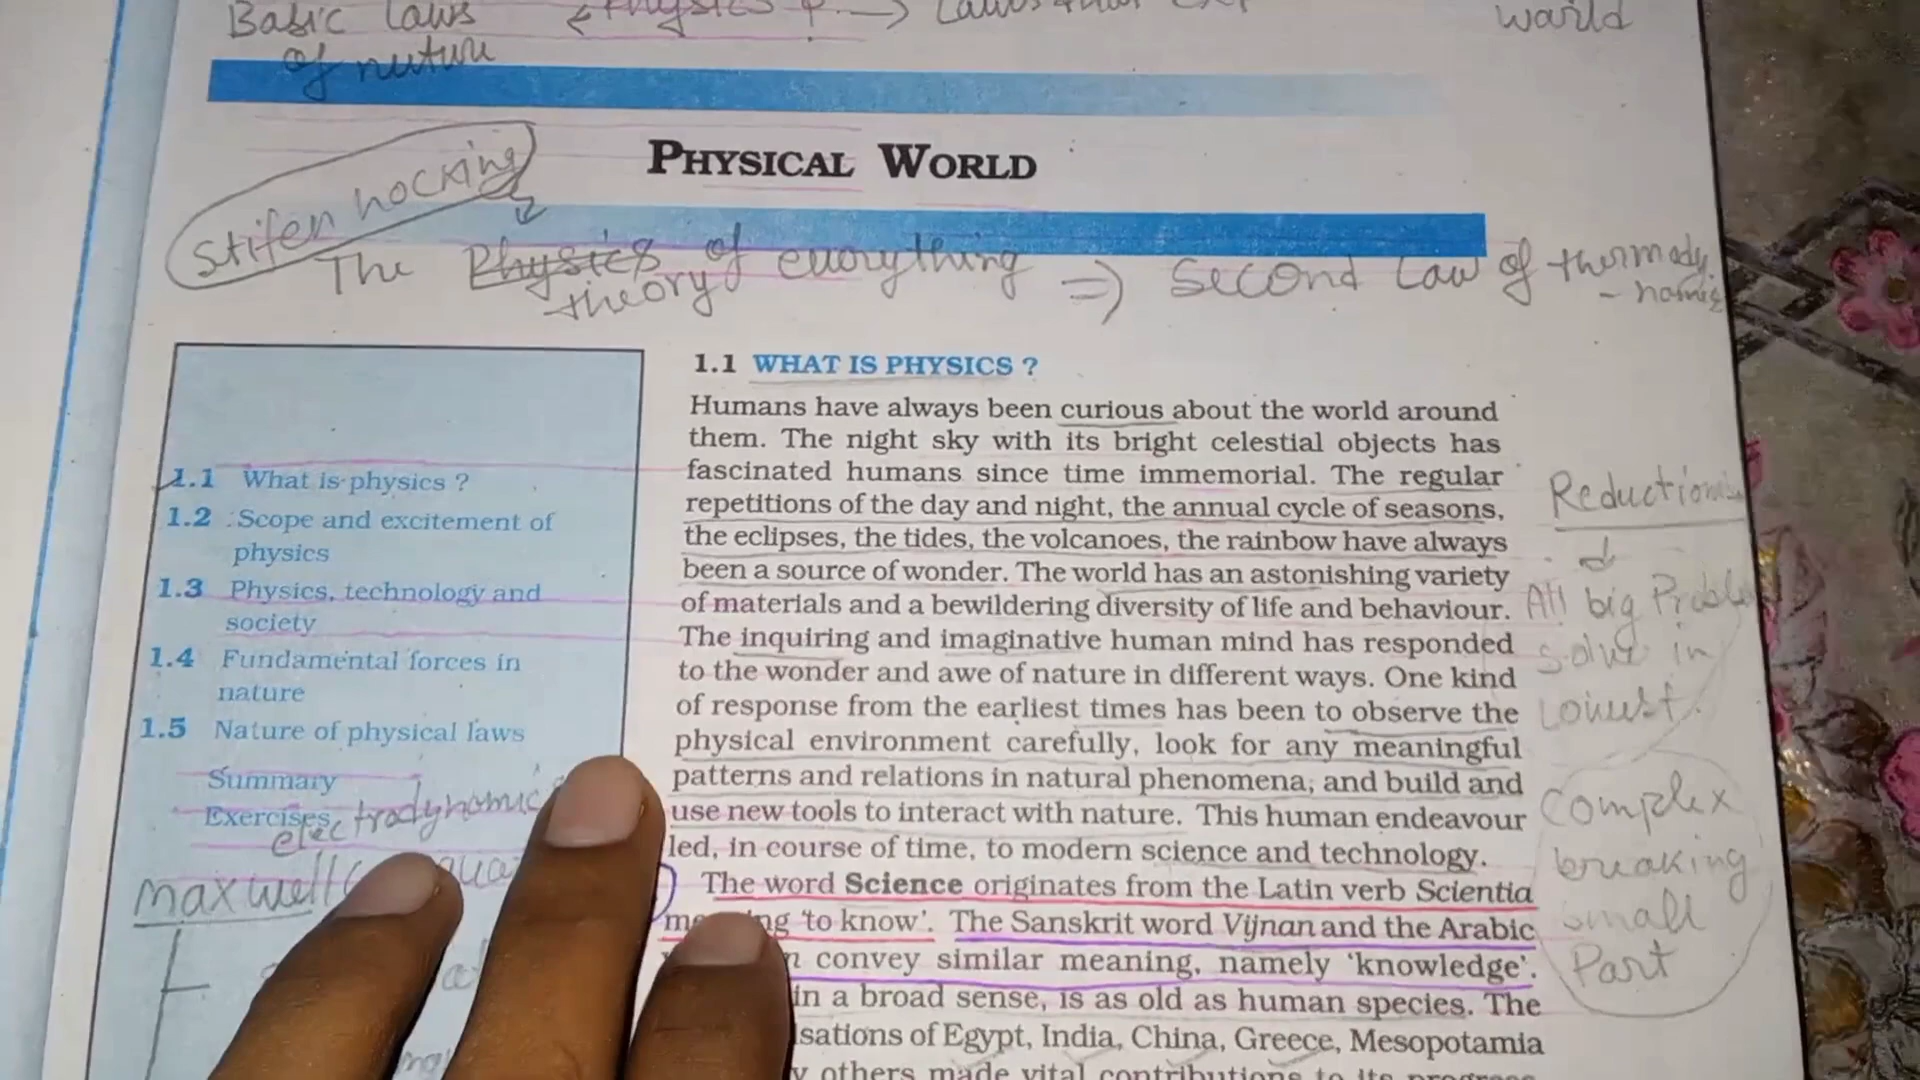 Basic laws
world
of nuture
PHYSICAL WORLD
Stifen hocking
The Physics of everything => Second Law of thermody
theory
- namis
1.1 WHAT IS PHYSICS ?
Humans have always been curious about the world around
them. The night sky with its bright celestial objects has
fascinated humans since time immemorial. The regular
repetitions of the day and night, the annual cycle of seasons,
the eclipses, the tides, the volcanoes, the rainbow have always
been a source of wonder. The world has an astonishing variety
of materials and a bewildering diversity of life and behaviour.
The inquiring and imaginative human mind has responded
to the wonder and awe of nature in different ways. One kind
of response from the earliest times has been to observe the
physical environment carefully, look for any meaningful
patterns and relations in natural phenomena, and build and
use new tools to interact with nature. This human endeavour
led, in course of time, to modern science and technology.
The word Science originates from the Latin verb Scientia
'to know'. The Sanskrit word Vijnan and the Arabic
convey similar meaning, namely 'knowledge'.
in a broad sense, is as old as human species. The
lsations of Egypt, India, China, Greece, Mesopotamia
others made vital contributions to its
1.1 What is physics ?
1.2 Scope and excitement of
physics
1.3 Physics, technology and
society
1.4 Fundamental forces in
nature
1.5 Nature of physical laws
Summary
Exercises
electrodynamic
maxwell
Reductionis
All big Proble
solve in
Lowest.
Complex
breaking
small
Part